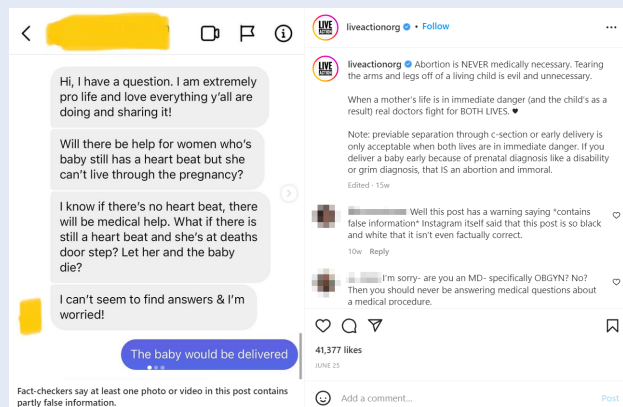 Hi, I have a question. I am extremely
pro life and love everything y'all are
doing and sharing it!
Will there be help for women who's
baby still has a heart beat but she
can't live through the pregnancy?
I know if there's no heart beat, there
will be medical help. What if there is
still a heart beat and she's at deaths
door step? Let her and the baby
die?
I can't seem to find answers & I'm
worried!
The baby would be delivered
Fact-checkers say at least one photo or video in this post contains
partly false information.
LIVE ACTION
liveactionorg • Follow
LIVE ACTION
liveactionorg Abortion is NEVER medically necessary. Tearing
the arms and legs off of a living child is evil and unnecessary.
When a mother's life is in immediate danger (and the child's as a
result) real doctors fight for BOTH LIVES. ♥
Note: previable separation through c-section or early delivery is
only acceptable when both lives are in immediate danger. If you
deliver a baby early because of prenatal diagnosis like a disability
or grim diagnosis, that IS an abortion and immoral.
Edited · 15w
Well this post has a warning saying "contains
false information" Instagram itself said that this post is so black
and white that it isn't even factually correct.
10w Reply
I'm sorry- are you an MD- specifically OBGYN? No?
Then you should never be answering medical questions about
a medical procedure.
41,377 likes
JUNE 25
Add a comment...
Post